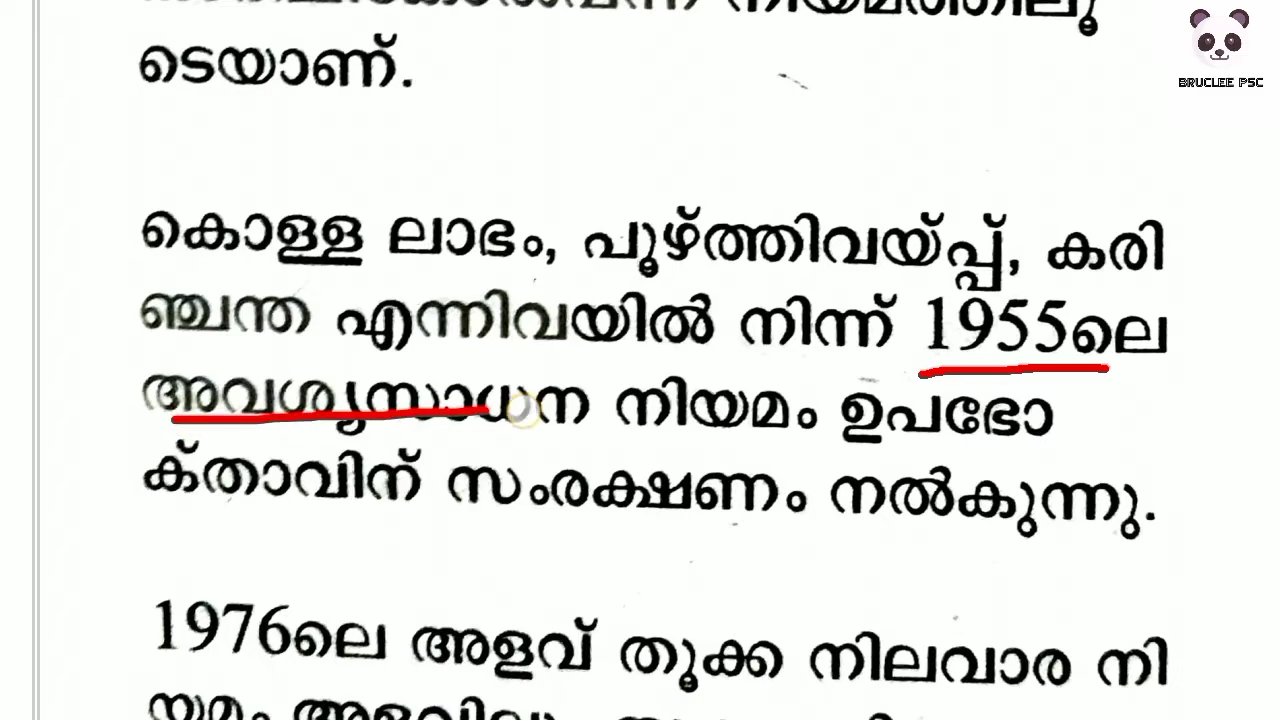 ടെയാണ്.
BRUCLEE PSC
കൊള്ള ലാഭം, പൂഴ്ത്തിവയ്പ്പ്, കരി
ഞ്ചന്ത എന്നിവയിൽ നിന്ന് 1955ലെ
അവശ്യസാധന നിയമം ഉപഭോ
ക്താവിന് സംരക്ഷണം നൽകുന്നു.
1976ലെ അളവ് തൂക്ക നിലവാര നി